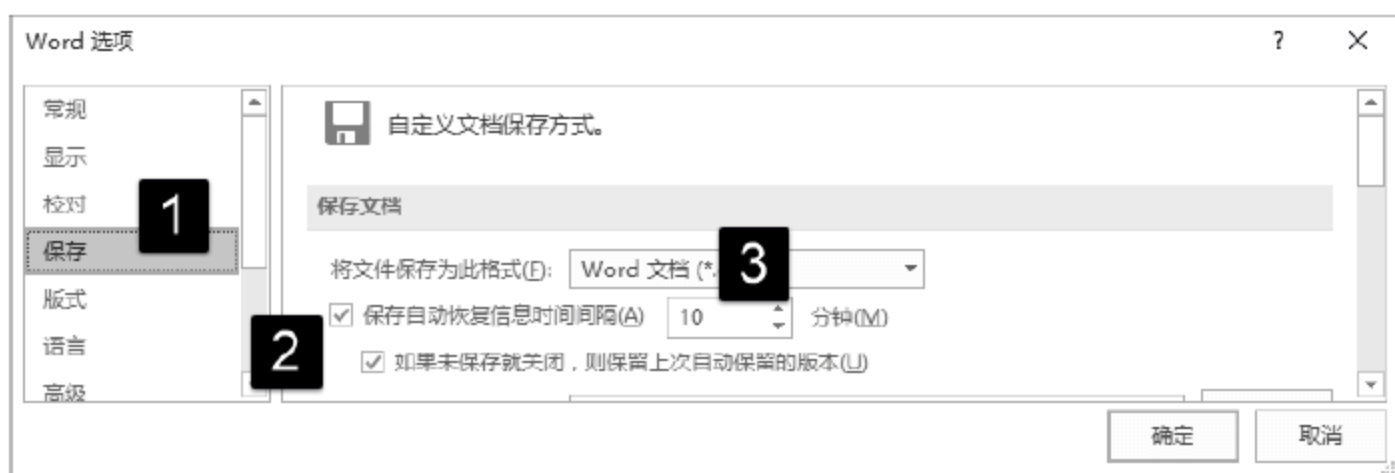 Word 选项 ? ×
常规
显示
校对
保存
版式
语言
高级
1
2
3
自定义文档保存方式。
保存文档
将文件保存为此格式(F): Word 文档 (*.
保存自动恢复信息时间间隔(A) 10 分钟(M)
如果未保存就关闭，则保留上次自动保留的版本(U)
确定 取消